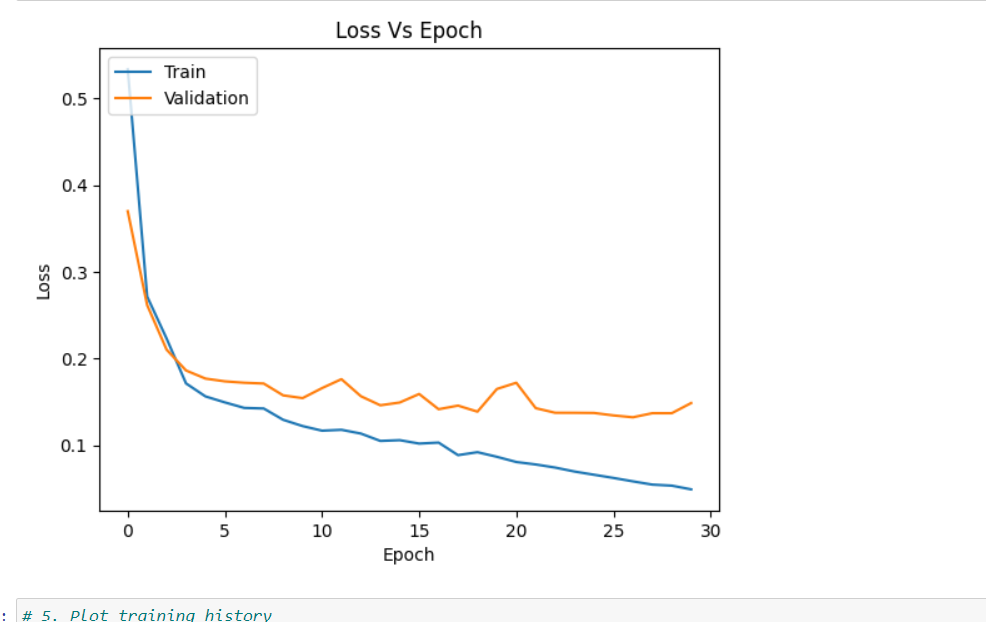 Loss Vs Epoch
Train
Validation
0.5
0.4
0.3
0.2
0.1
Loss
0 5 10 15 20 25 30
Epoch
: # 5. Plot training history